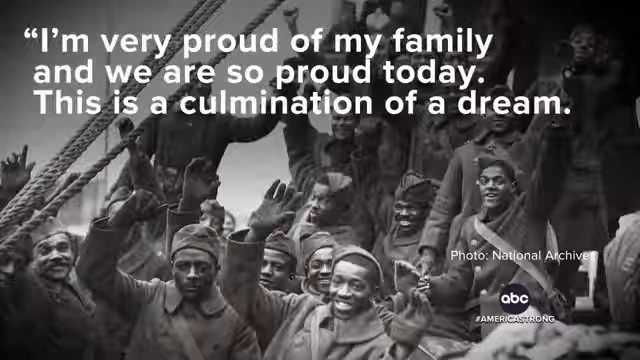 “I’m very proud of my family
and we are so proud today.
This is a culmination of a dream.
Photo: National Archives
abc
#AMERICASTRONG